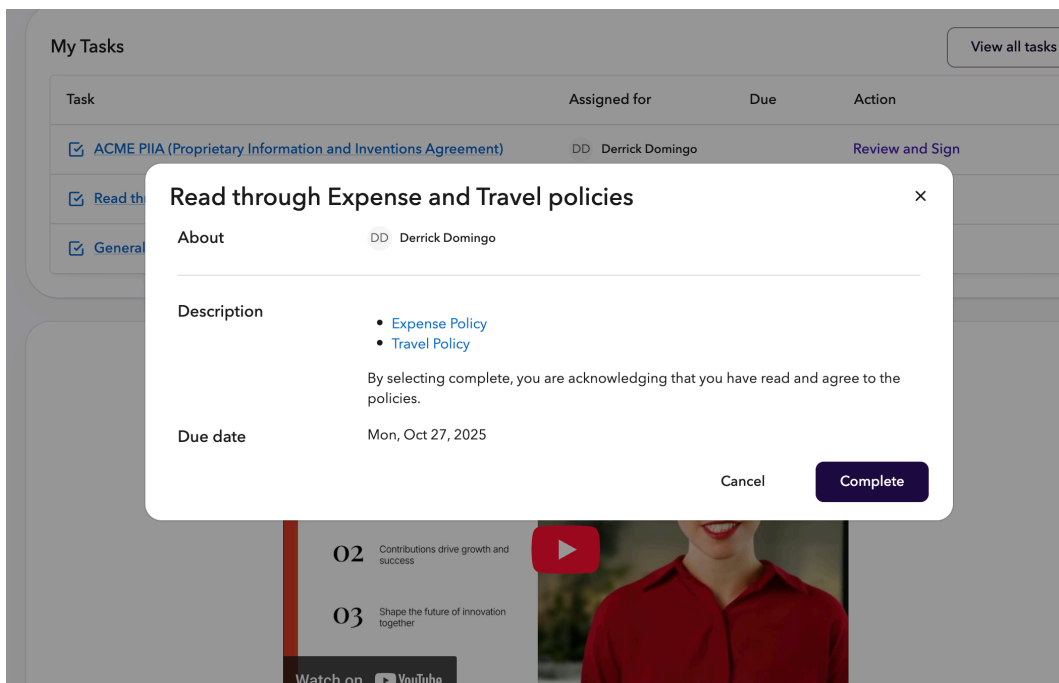 My Tasks
View all tasks
Task Assigned for Due Action
ACME PIIA (Proprietary Information and Inventions Agreement) DD Derrick Domingo Review and Sign
Read through Expense and Travel policies
Read
General
About DD Derrick Domingo
Description
• Expense Policy
• Travel Policy
By selecting complete, you are acknowledging that you have read and agree to the
policies.
Due date Mon, Oct 27, 2025
Cancel Complete
02 Contributions drive growth and
success
03 Shape the future of innovation
together
Watch on YouTube